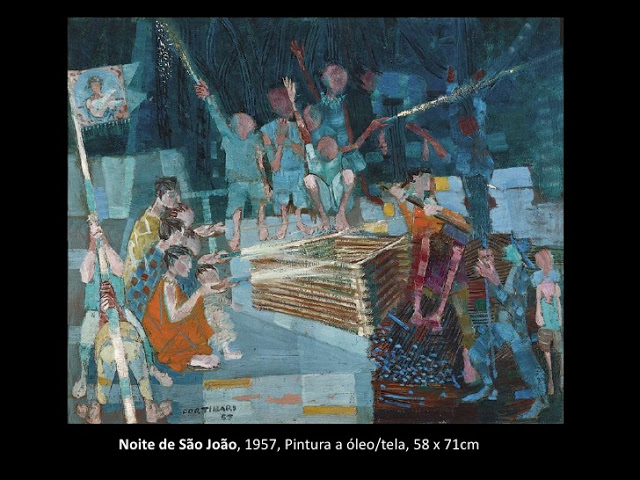 PORTINARI
57
Noite de São João, 1957, Pintura a óleo/tela, 58 x 71cm